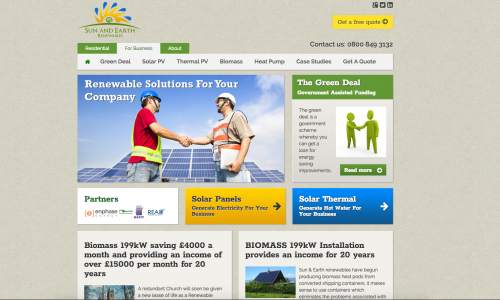 SUN AND EARTH
RENEWABLES
Get a free quote
Contact us: 0800 849 3132
Residential
For Business
About
Green Deal
Solar PV
Thermal PV
Biomass
Heat Pump
Case Studies
Get A Quote
Renewable Solutions For Your
Company
The Green Deal
Government Assisted Funding
The green
deal is a
government
scheme
whereby you
can get a
loan for
energy
saving
improvements..
Read more
Partners
enphase
ENERGY
REA
Solar Panels
Generate Electricity For Your
Business
Solar Thermal
Generate Hot Water For
Your Business
Biomass 199kW saving £4000 a
month and providing an income of
over £15000 per month for 20
years
A redundant Church will soon be given
a new lease of life as a Renewable
BIOMASS 199kW Installation
provides an income for 20 years
Sun & Earth renewables have begun
producing biomass heat pods from
converted shipping containers. It makes
sense to use containers which
eliminates the problems associated with